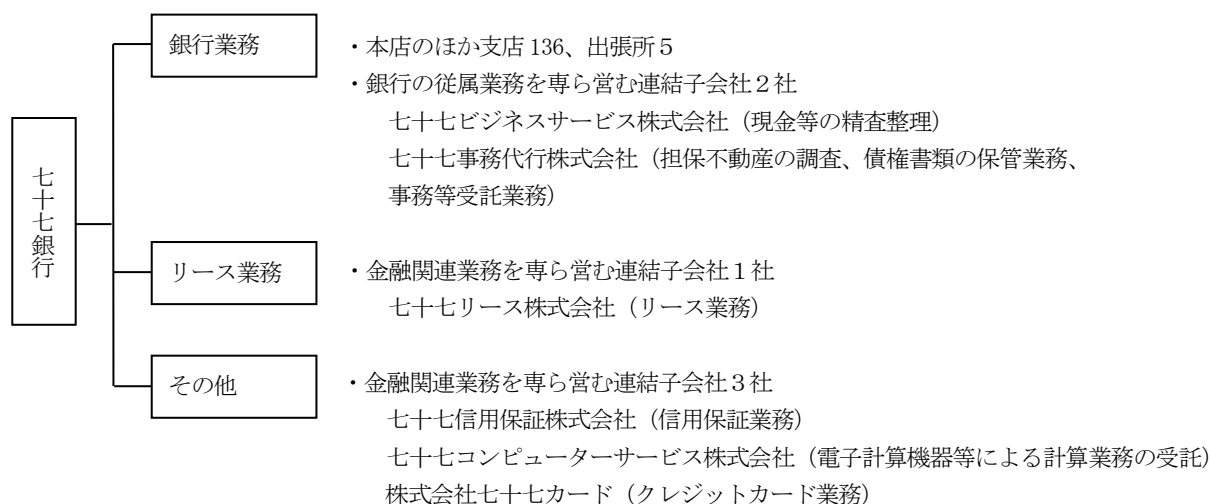 七十七銀行
銀行業務
・本店のほか支店 136、出張所５
・銀行の従属業務を専ら営む連結子会社２社
七十七ビジネスサービス株式会社（現金等の精査整理）
七十七事務代行株式会社（担保不動産の調査、債権書類の保管業務、
事務等受託業務）
リース業務
・金融関連業務を専ら営む連結子会社１社
七十七リース株式会社（リース業務）
その他
・金融関連業務を専ら営む連結子会社３社
七十七信用保証株式会社（信用保証業務）
七十七コンピューターサービス株式会社（電子計算機器等による計算業務の受託）
株式会社七十七カード（クレジットカード業務）